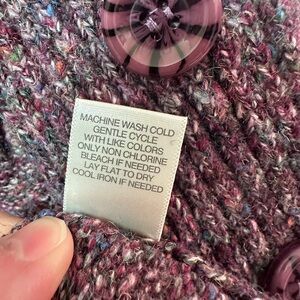 MACHINE WASH COLD
GENTLE CYCLE
WITH LIKE COLORS
ONLY NON CHLORINE
BLEACH IF NEEDED
LAY FLAT TO DRY
COOL IRON IF NEEDED